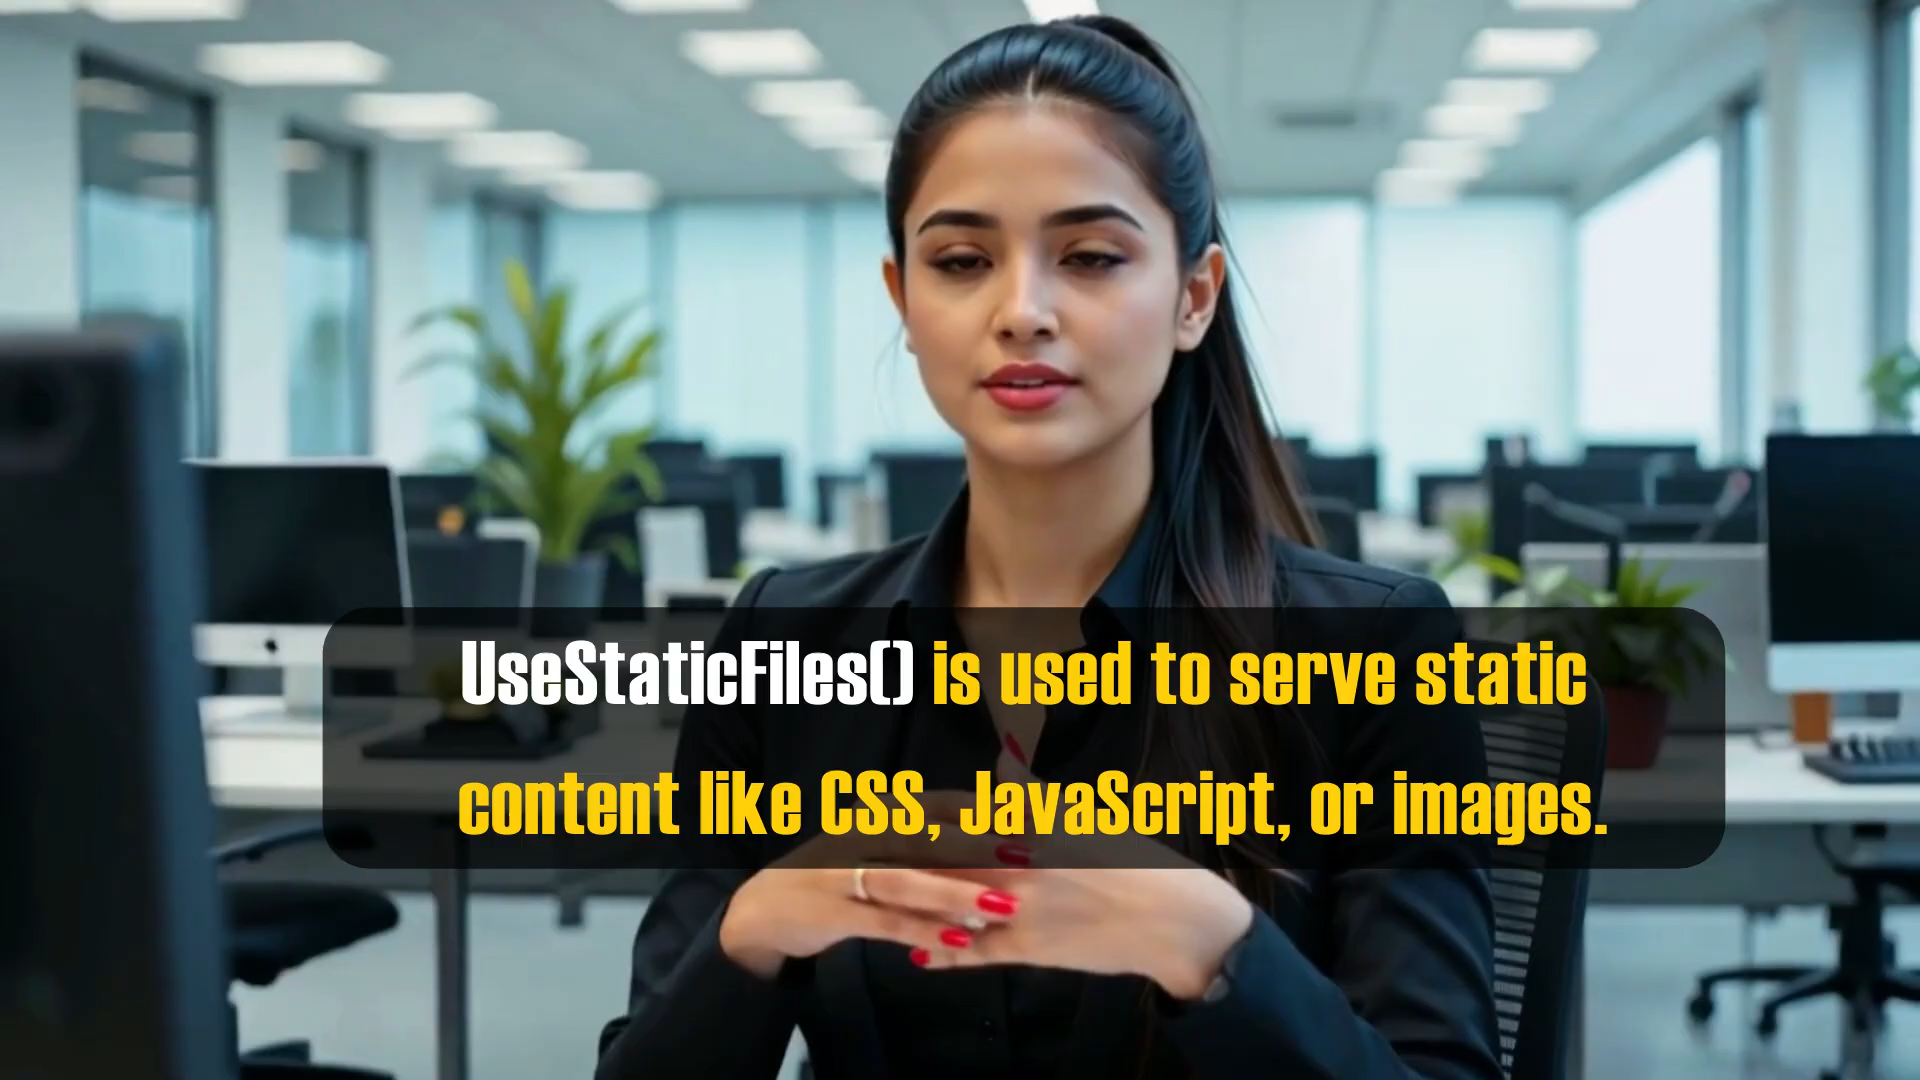 UseStaticFiles() is used to serve static
content like CSS, JavaScript, or images.